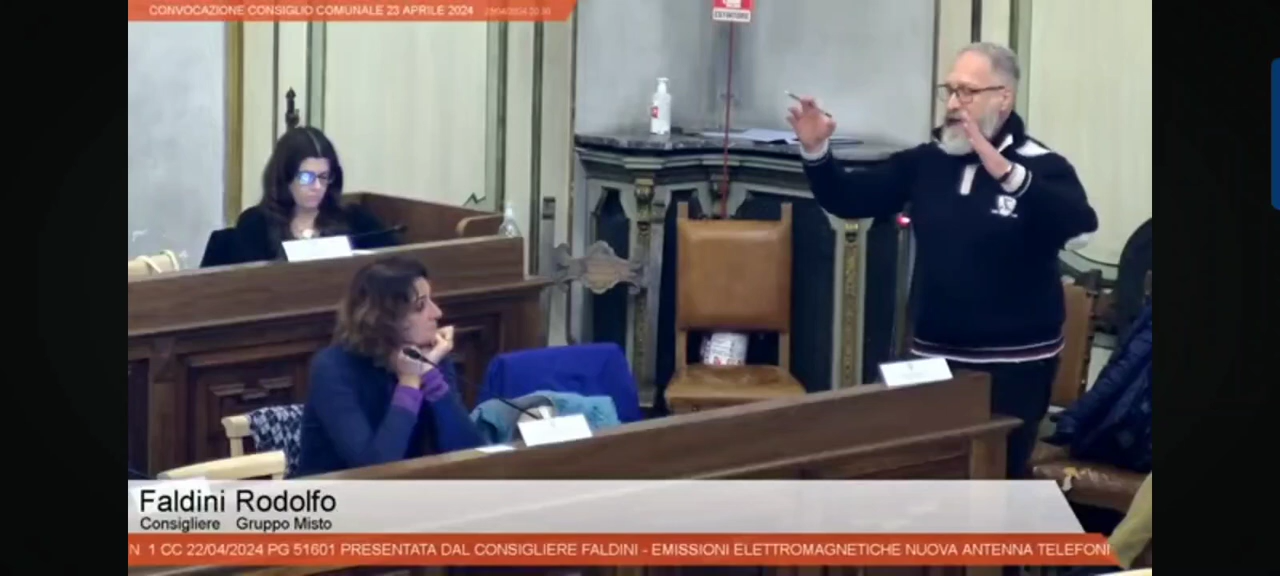 CONVOCAZIONE CONSIGLIO COMUNALE 23 APRILE 2024
ESTINTORE
Faldini Rodolfo
Consigliere Gruppo Misto
N 1 CC 22/04/2024 PG 51601 PRESENTATA DAL CONSIGLIERE FALDINI - EMISSIONI ELETTROMAGNETICHE NUOVA ANTENNA TELEFONI